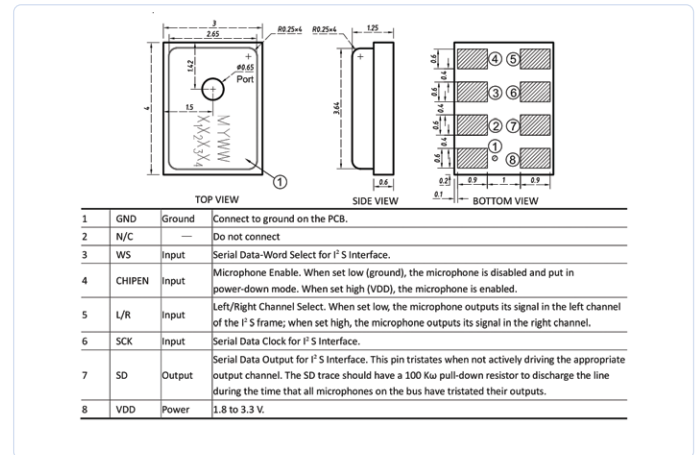 3
2.65
R0.25×4
R0.25×4
1.25
1.42
ø0.65
Port
4
1.5
3.64
MYWW
X1X2X3X4
①
0.6
TOP VIEW
SIDE VIEW
0.6
0.4
0.6
0.4
0.6
0.4
0.6
④ ⑤
③ ⑥
② ⑦
①
⑧
0.2
0.9
1
0.9
0.1
BOTTOM VIEW
1 GND Ground Connect to ground on the PCB.
2 N/C — Do not connect
3 WS Input Serial Data-Word Select for I² S Interface.
4 CHIPEN Input Microphone Enable. When set low (ground), the microphone is disabled and put in
power-down mode. When set high (VDD), the microphone is enabled.
5 L/R Input Left/Right Channel Select. When set low, the microphone outputs its signal in the left channel
of the I² S frame; when set high, the microphone outputs its signal in the right channel.
6 SCK Input Serial Data Clock for I² S Interface.
7 SD Output Serial Data Output for I² S Interface. This pin tristates when not actively driving the appropriate
output channel. The SD trace should have a 100 Kω pull-down resistor to discharge the line
during the time that all microphones on the bus have tristated their outputs.
8 VDD Power 1.8 to 3.3 V.